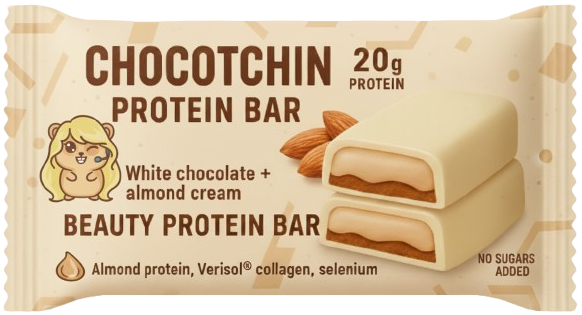 CHOCOTCHIN
20g
PROTEIN
PROTEIN BAR
White chocolate +
almond cream
BEAUTY PROTEIN BAR
Almond protein, Verisol® collagen, selenium
NO SUGARS
ADDED